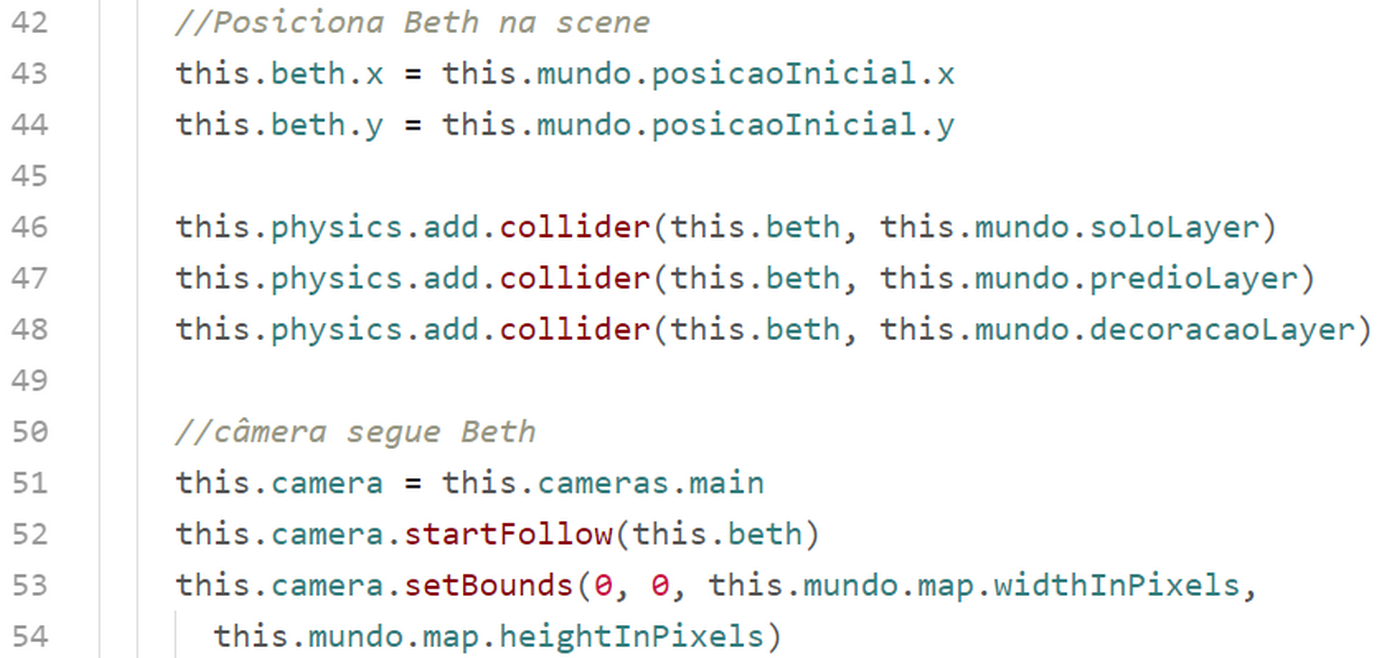 42 //Posiciona Beth na scene
43 this.beth.x = this.mundo.posicaoInicial.x
44 this.beth.y = this.mundo.posicaoInicial.y
45
46 this.physics.add.collider(this.beth, this.mundo.soloLayer)
47 this.physics.add.collider(this.beth, this.mundo.predioLayer)
48 this.physics.add.collider(this.beth, this.mundo.decoracaoLayer)
49
50 //câmera segue Beth
51 this.camera = this.cameras.main
52 this.camera.startFollow(this.beth)
53 this.camera.setBounds(0, 0, this.mundo.map.widthInPixels,
54 this.mundo.map.heightInPixels)